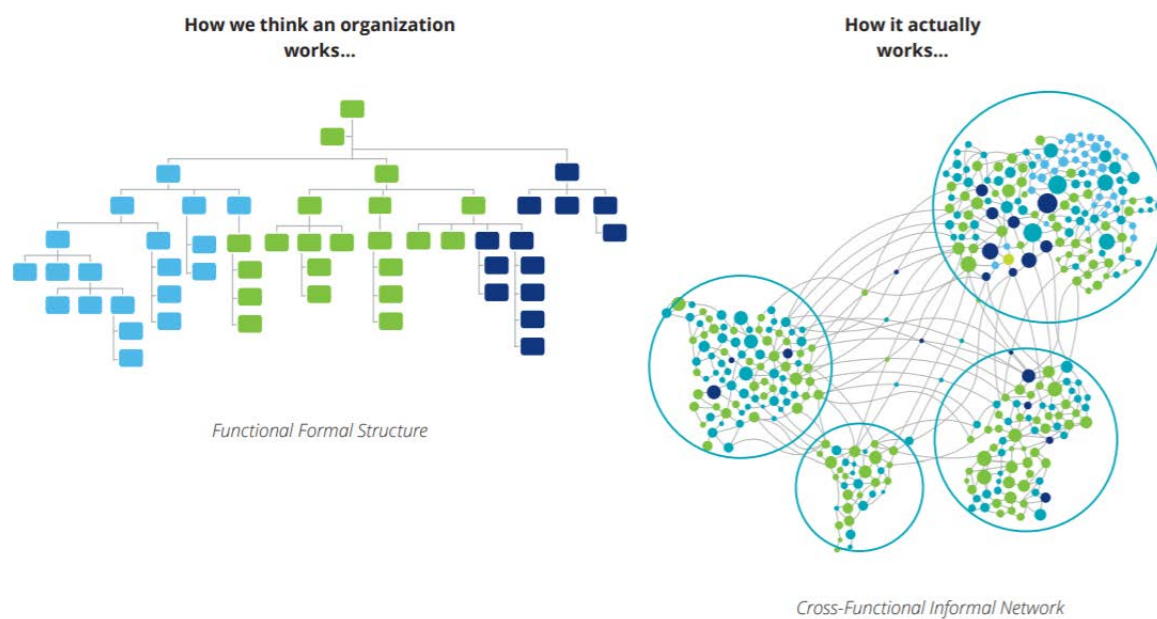 How we think an organization
works...
How it actually
works...
Functional Formal Structure
Cross-Functional Informal Network